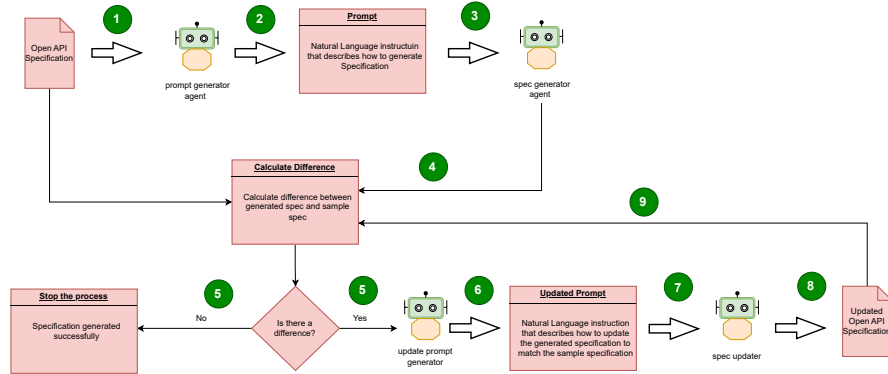 1
2
3
Open API
Specification
prompt generator
agent
Prompt
Natural Language instructuin
that describes how to generate
Specification
spec generator
agent
4
Calculate Difference
Calculate difference between
generated spec and sample
spec
9
Stop the process
Specification generated
successfully
5
No
Is there a
difference?
5
Yes
update prompt
generator
6
Updated Prompt
Natural Language instruction
that describes how to update
the generated specification to
match the sample specification
7
spec updater
8
Updated
Open API
Specification